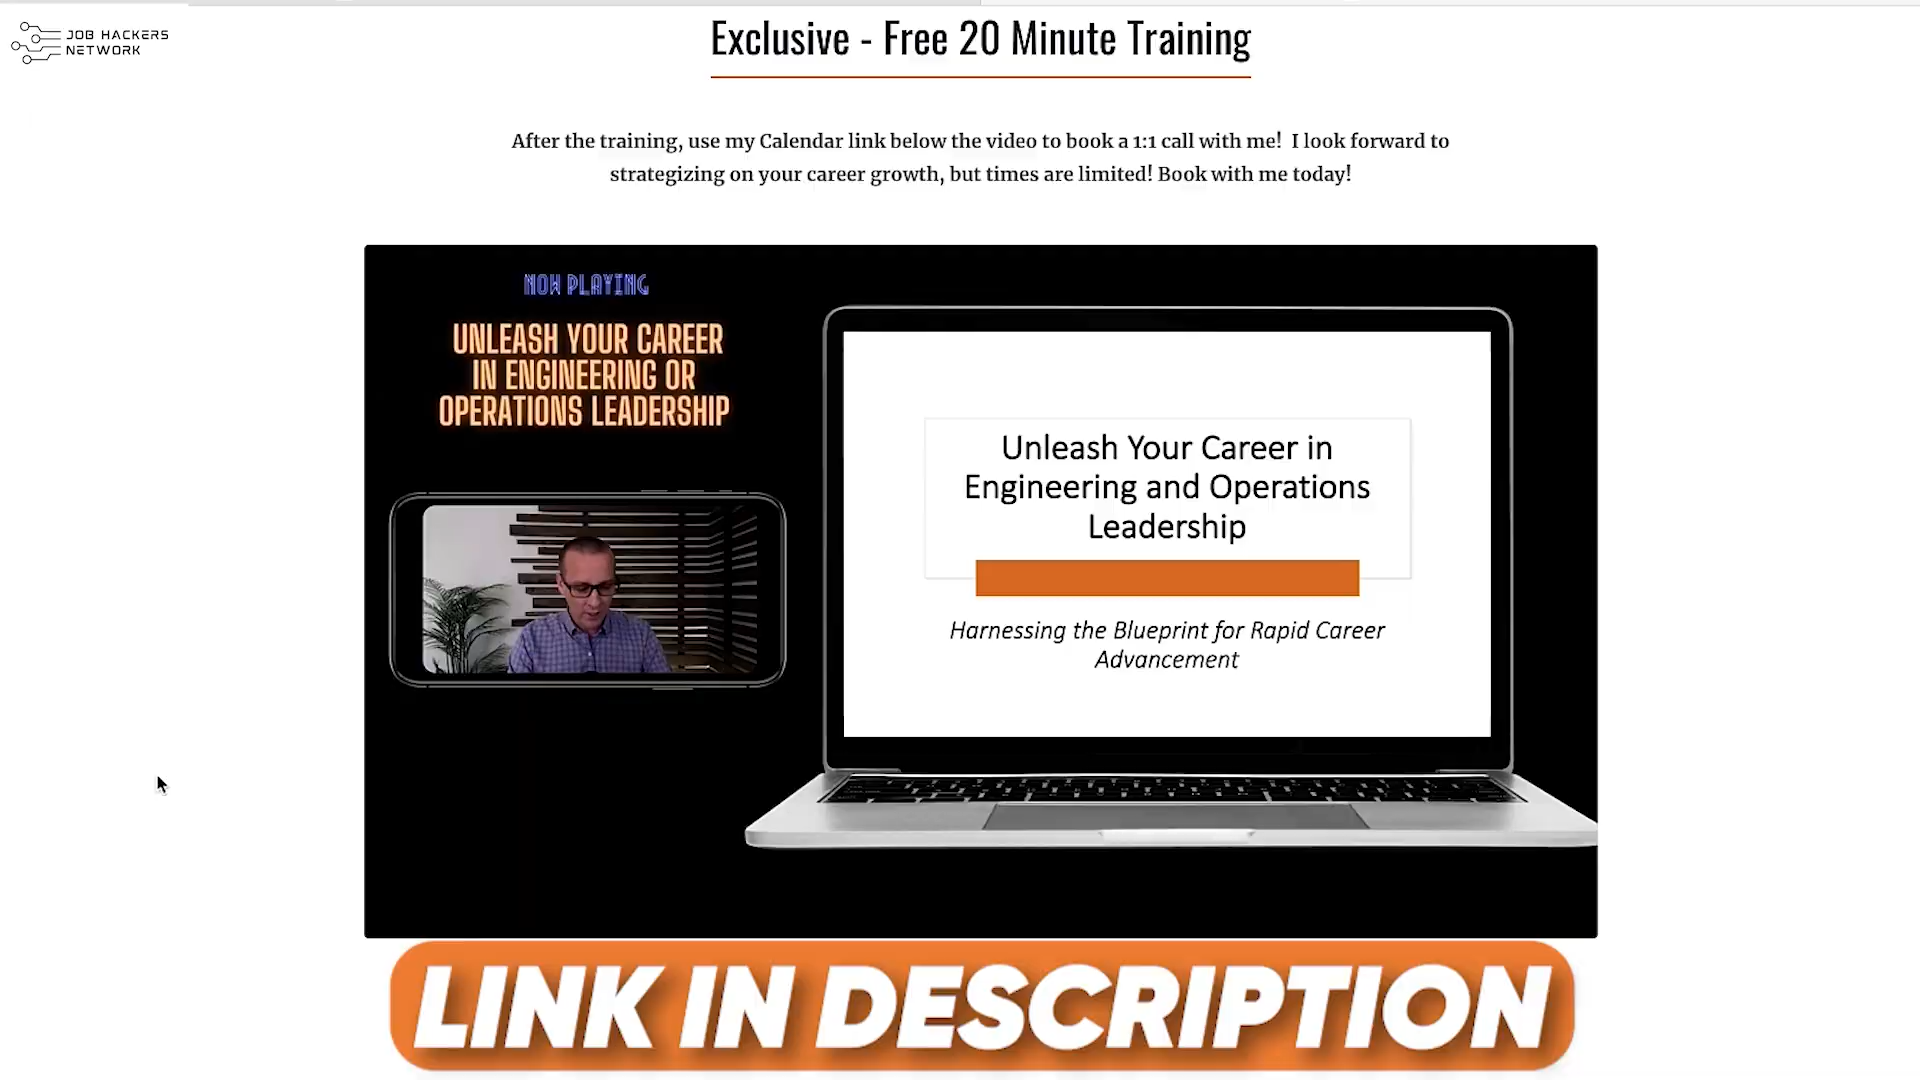 JOB HACKERS
NETWORK
Exclusive - Free 20 Minute Training
After the training, use my Calendar link below the video to book a 1:1 call with me! I look forward to
strategizing on your career growth, but times are limited! Book with me today!
NOW PLAYING
UNLEASH YOUR CAREER
IN ENGINEERING OR
OPERATIONS LEADERSHIP
Unleash Your Career in
Engineering and Operations
Leadership
Harnessing the Blueprint for Rapid Career
Advancement
LINK IN DESCRIPTION